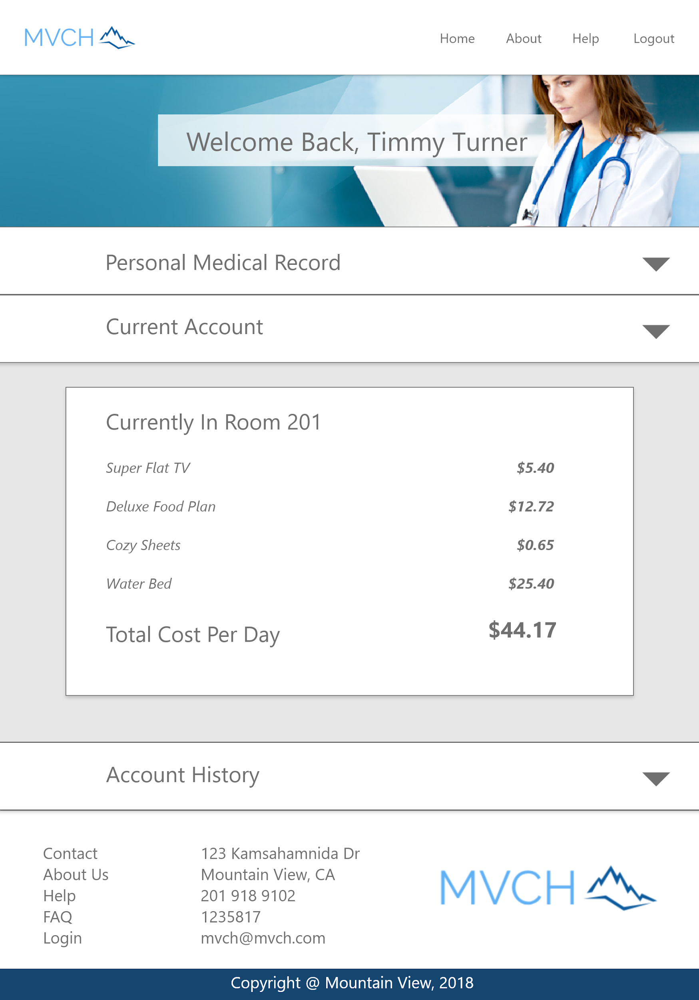 MVCH
Home About Help Logout
Welcome Back, Timmy Turner
Personal Medical Record
Current Account
Currently In Room 201
Super Flat TV $5.40
Deluxe Food Plan $12.72
Cozy Sheets $0.65
Water Bed $25.40
Total Cost Per Day $44.17
Account History
Contact
About Us
Help
FAQ
Login
123 Kamsahamnida Dr
Mountain View, CA
201 918 9102
1235817
mvch@mvch.com
MVCH
Copyright @ Mountain View, 2018